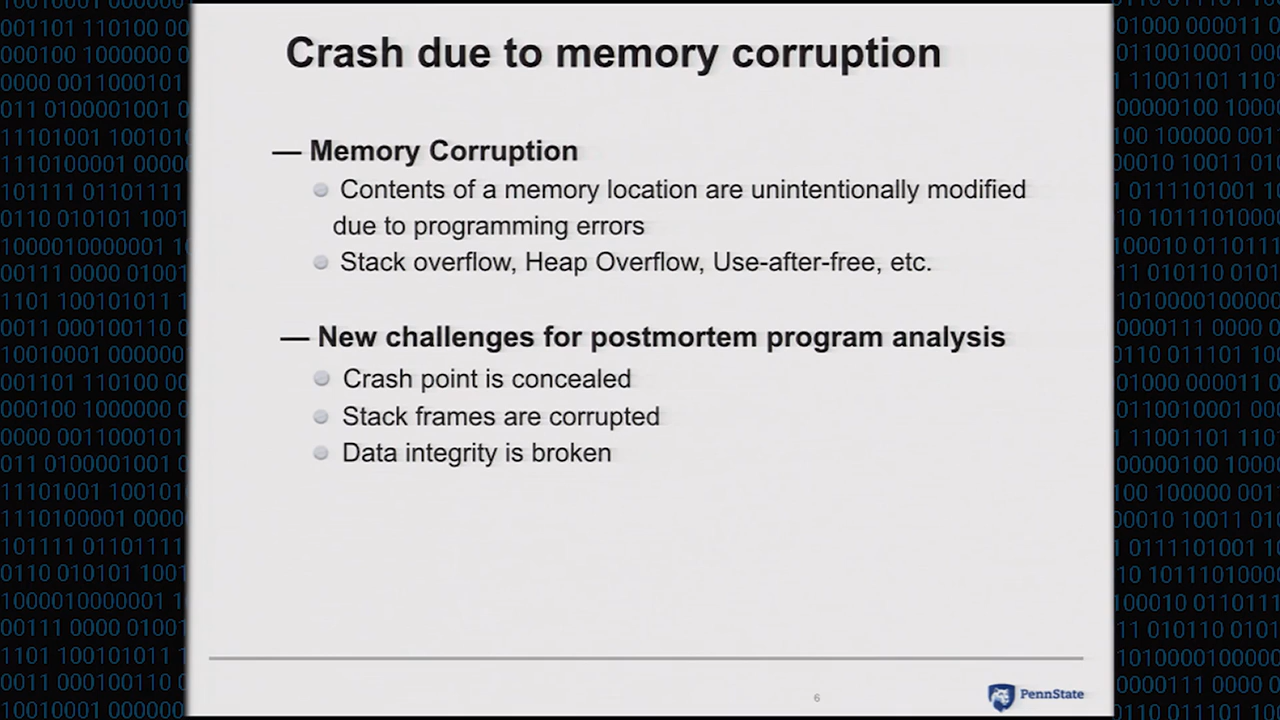 Crash due to memory corruption
— Memory Corruption
Contents of a memory location are unintentionally modified
due to programming errors
Stack overflow, Heap Overflow, Use-after-free, etc.
— New challenges for postmortem program analysis
Crash point is concealed
Stack frames are corrupted
Data integrity is broken
6
PennState